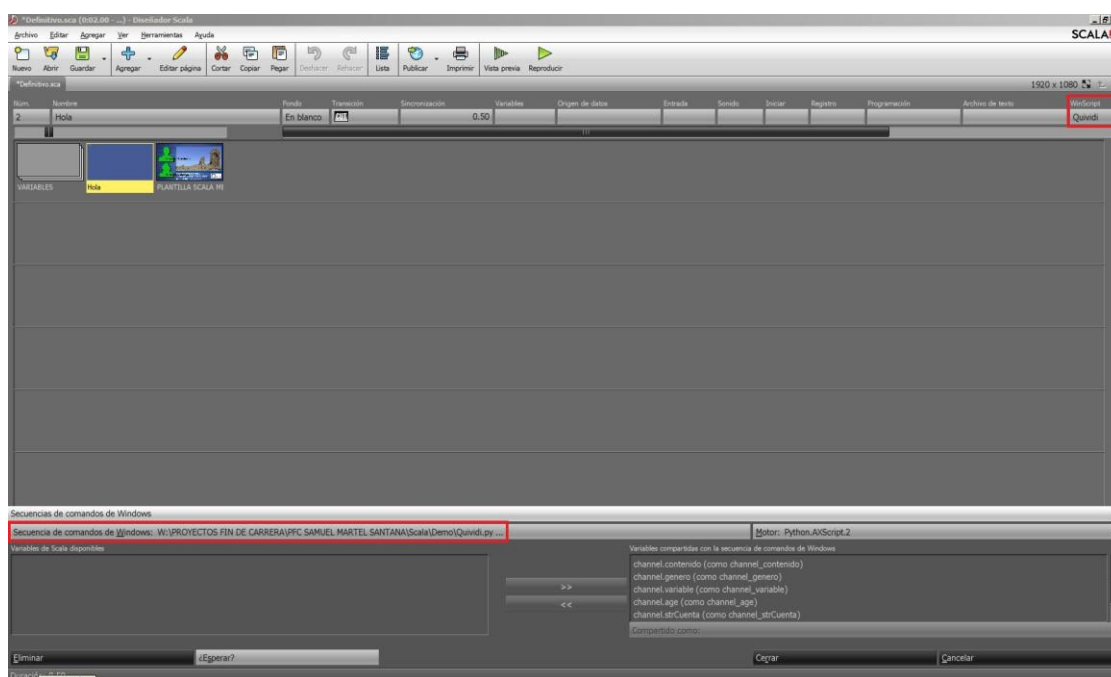 *Definitivo.sca (0:02.00 - ...) - Diseñador Scala
Archivo Editar Agregar Ver Herramientas Ayuda
SCALA
Nuevo Abrir Guardar Agregar Editar página Cortar Copiar Pegar Deshacer Rehacer Lista Publicar Imprimir Vista previa Reproducir
*Definitivo.sca 1920 x 1080
Núm. Nombre Fondo Transición Sincronización Variables Origen de datos Entrada Sonido Iniciar Registro Programación Archivo de texto WinScript
2 Hola En blanco 0.50 Quividi
VARIABLES Hola PLANTILLA SCALA MI
Secuencias de comandos de Windows
Secuencia de comandos de Windows: W:\PROYECTOS FIN DE CARRERA\PFC SAMUEL MARTEL SANTANA\Scala\Demo\Quividi.py ... Motor: Python.AXScript.2
Variables de Scala disponibles Variables compartidas con la secuencia de comandos de Windows
channel.contenido (como channel_contenido)
channel.genero (como channel_genero)
>> channel.variable (como channel_variable)
<< channel.age (como channel_age)
channel.strCuenta (como channel_strCuenta)
Compartido como:
Eliminar ¿Esperar? Cerrar Cancelar